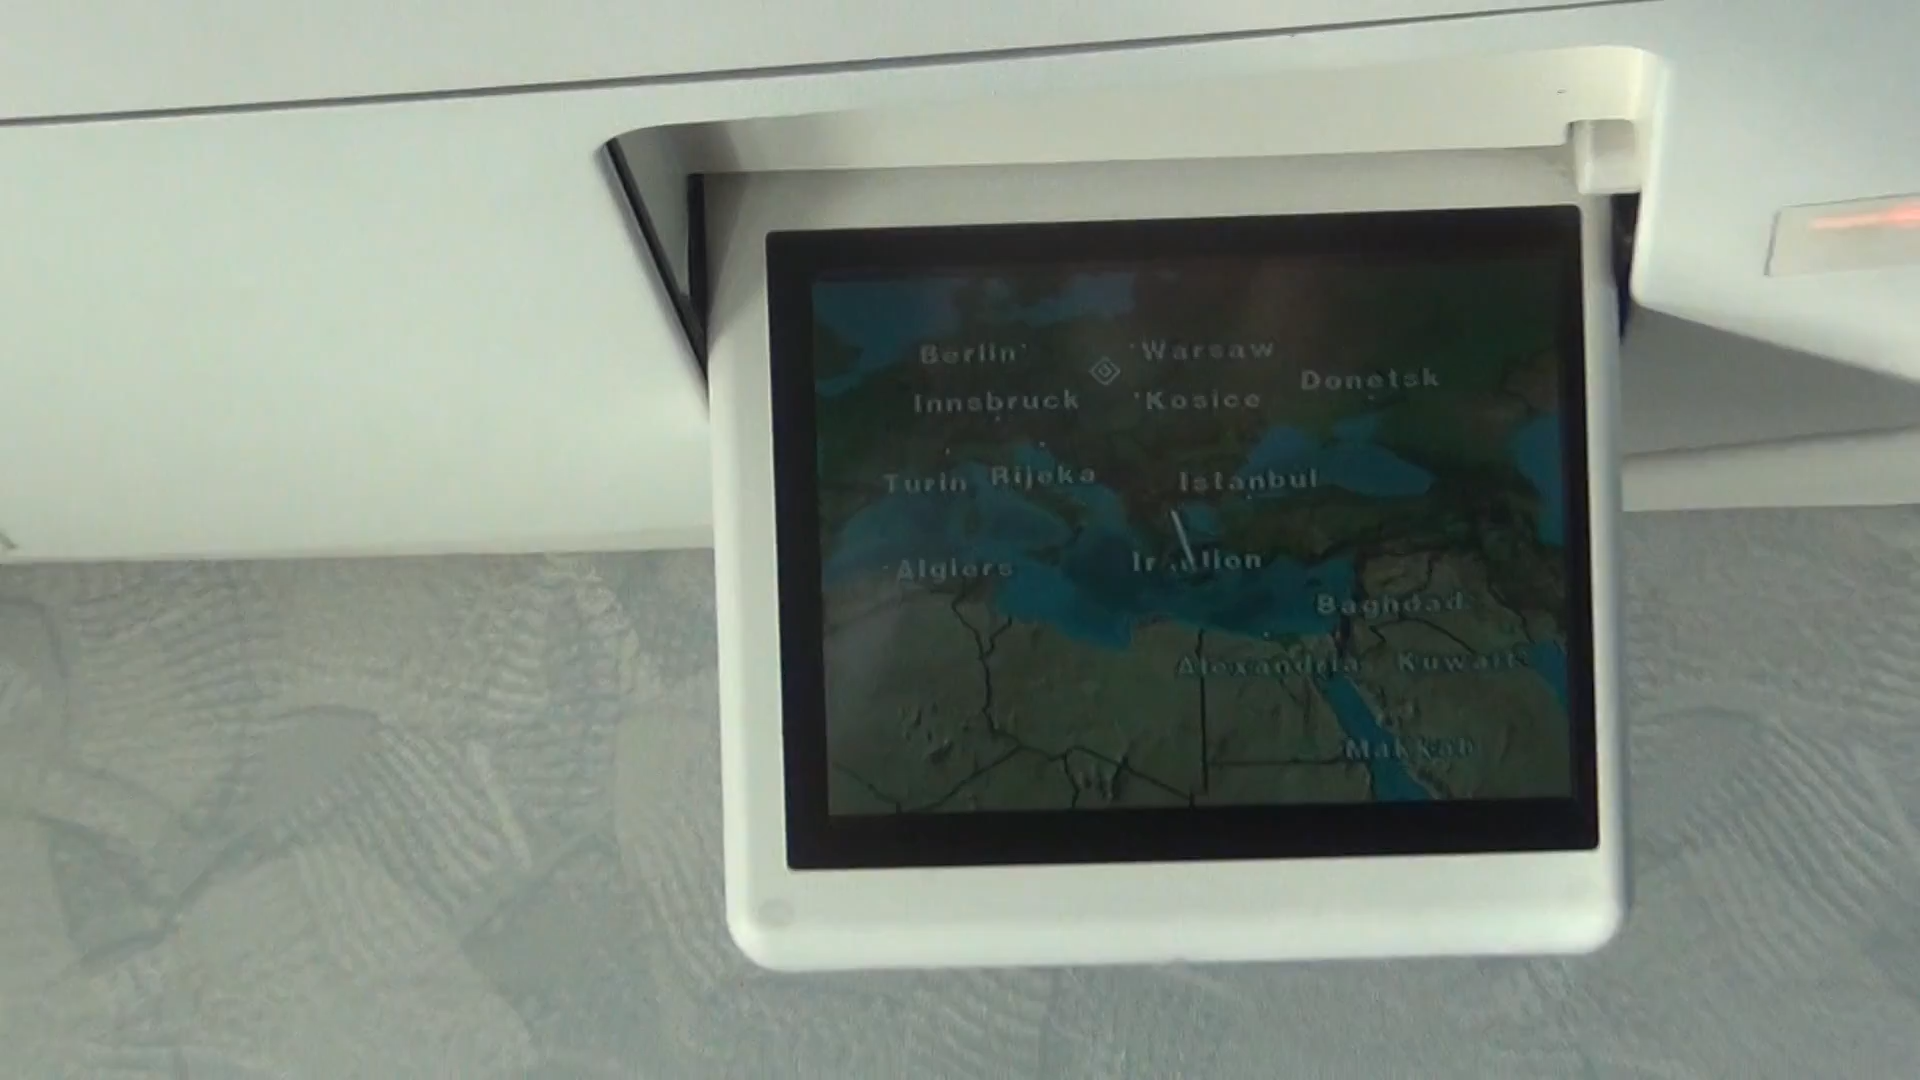 Berlin Warsaw
Donetsk
Innsbruck Kosice
Turin Rijeka Istanbul
Algiers
Baghdad
Alexandria Kuwait
Makkah